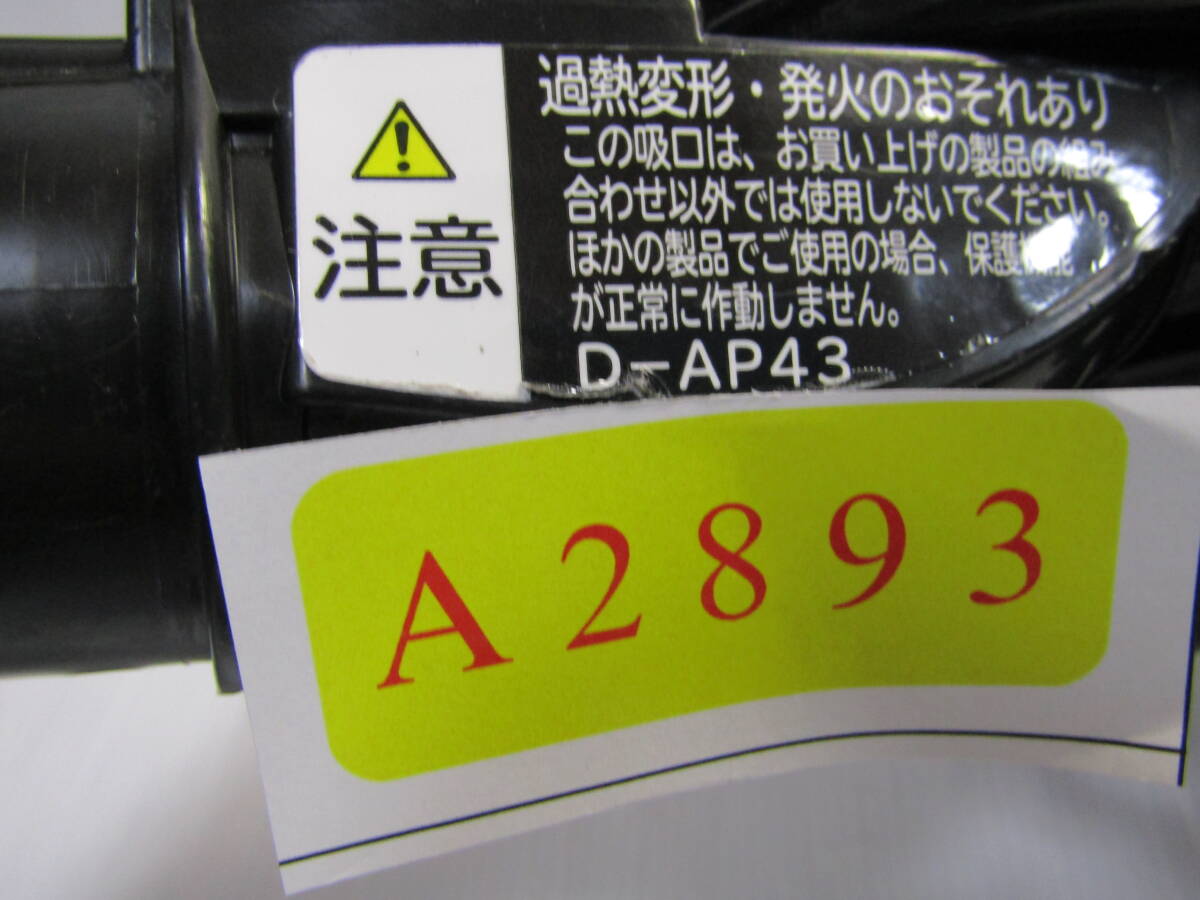 注意
過熱変形・発火のおそれあり
この吸口は、お買い上げの製品の組み
合わせ以外では使用しないでください。
ほかの製品でご使用の場合、保護機能
が正常に作動しません。
D-AP43
A2893